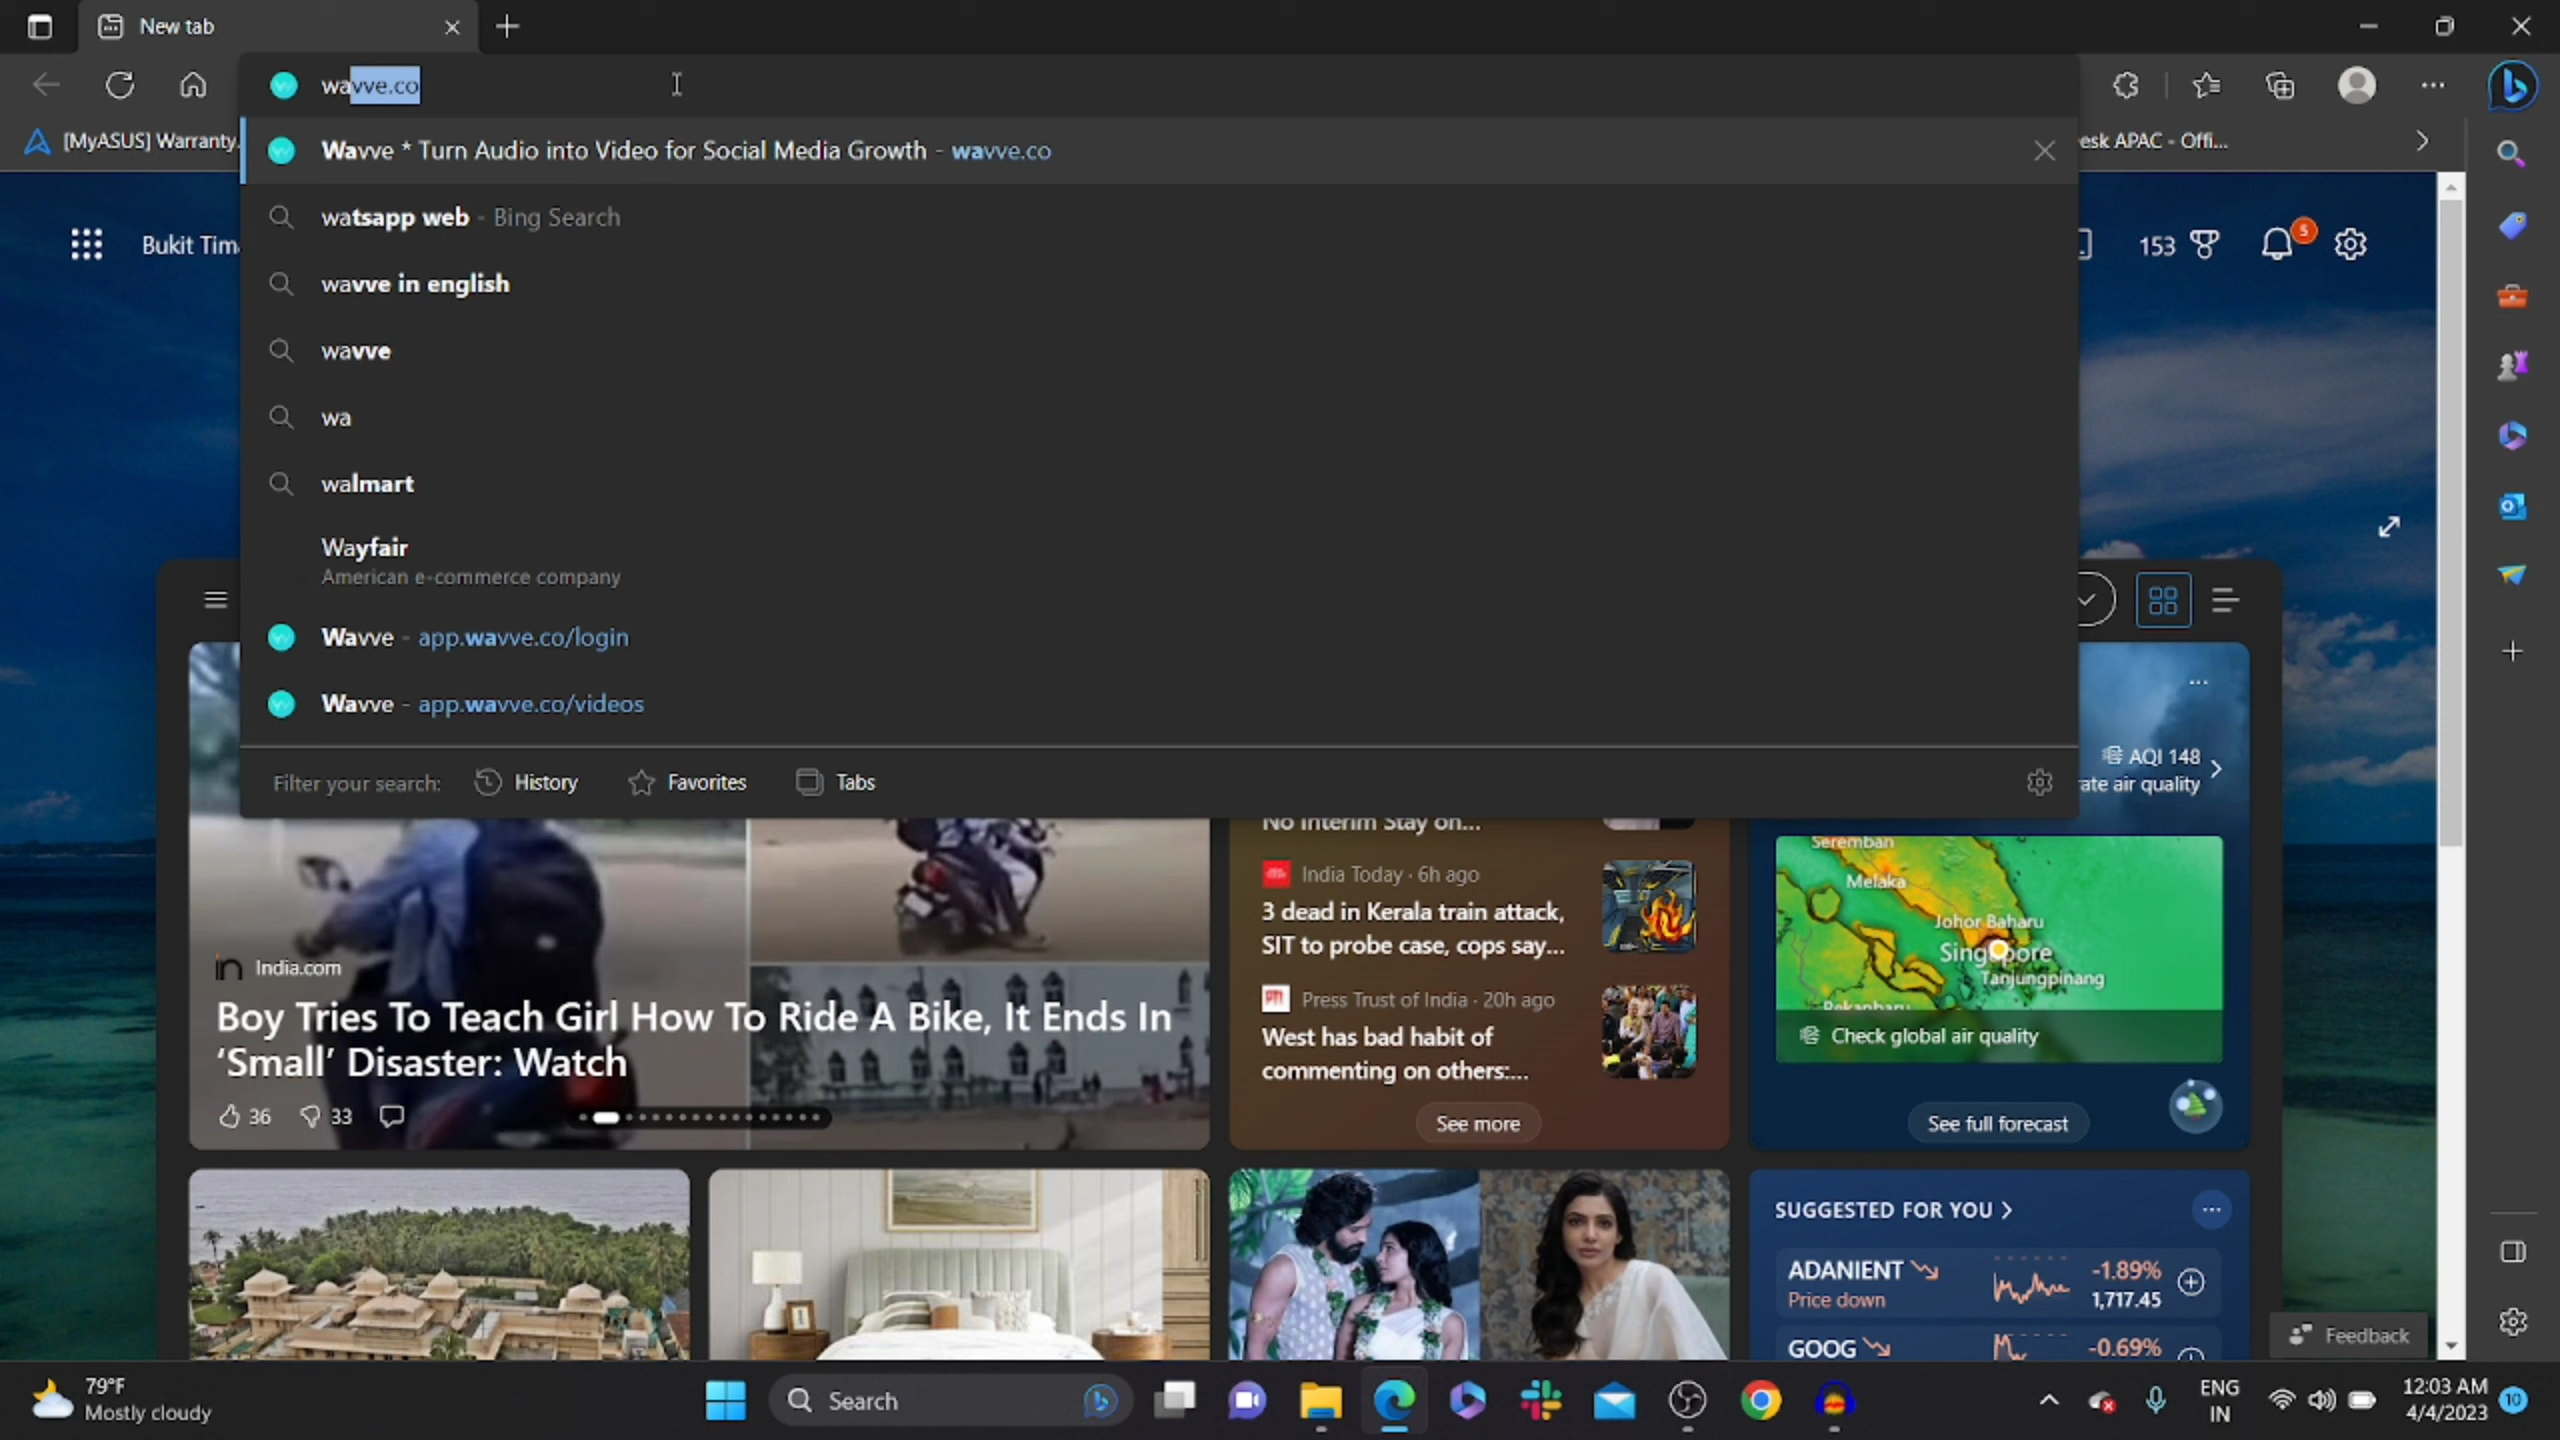 New tab
wavve.co
[MyASUS] Warranty.
esk APAC - Offi...
Wavve * Turn Audio into Video for Social Media Growth - wavve.co
watsapp web - Bing Search
wavve in english
wavve
wa
walmart
Wayfair
American e-commerce company
Wavve - app.wavve.co/login
Wavve - app.wavve.co/videos
Filter your search: History Favorites Tabs
Bukit Tim
153
5
AQI 148
ate air quality
India.com
Boy Tries To Teach Girl How To Ride A Bike, It Ends In
‘Small’ Disaster: Watch
36 33
No Interim Stay on...
India Today · 6h ago
3 dead in Kerala train attack,
SIT to probe case, cops say...
Press Trust of India · 20h ago
West has bad habit of
commenting on others:...
See more
Seremban
Melaka
Johor Baharu
Singapore
Tanjungpinang
Pekanbaru
Check global air quality
See full forecast
SUGGESTED FOR YOU >
ADANIENT -1.89%
Price down 1,717.45
GOOG -0.69%
Feedback
79°F
Mostly cloudy
Search
ENG
IN
12:03 AM
4/4/2023
10